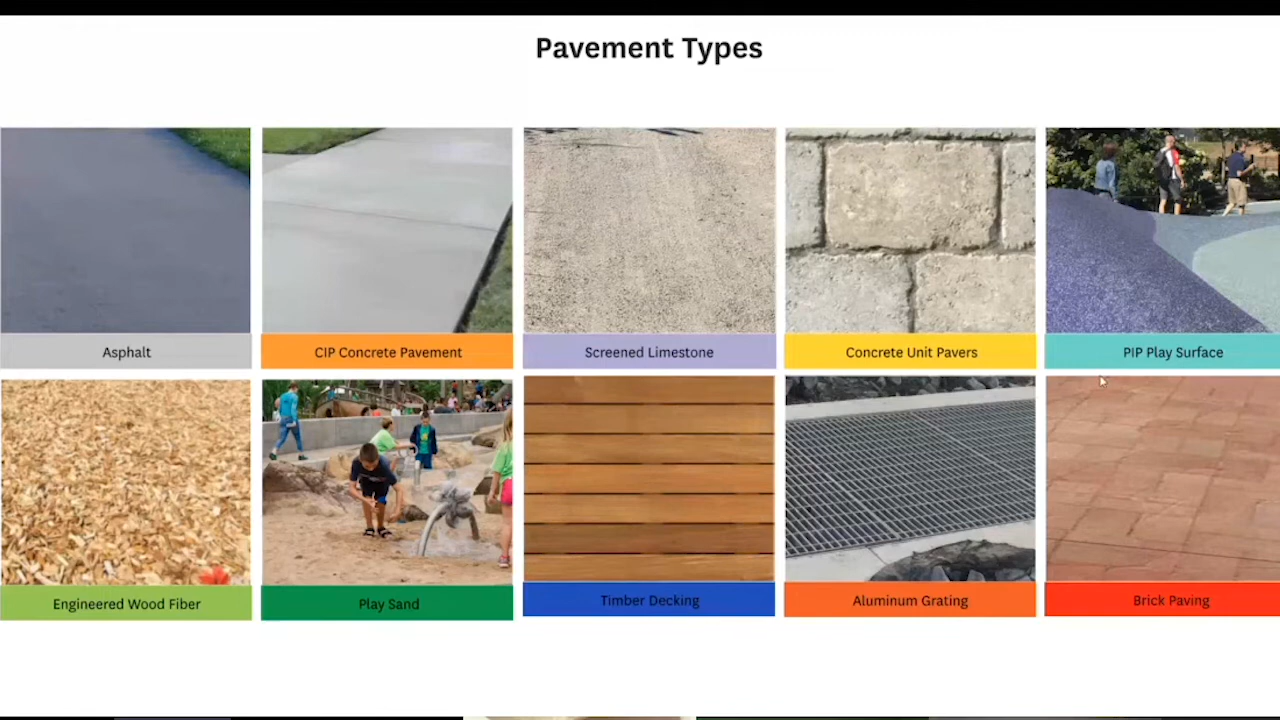 Pavement Types
Asphalt
CIP Concrete Pavement
Screened Limestone
Concrete Unit Pavers
PIP Play Surface
Engineered Wood Fiber
Play Sand
Timber Decking
Aluminum Grating
Brick Paving